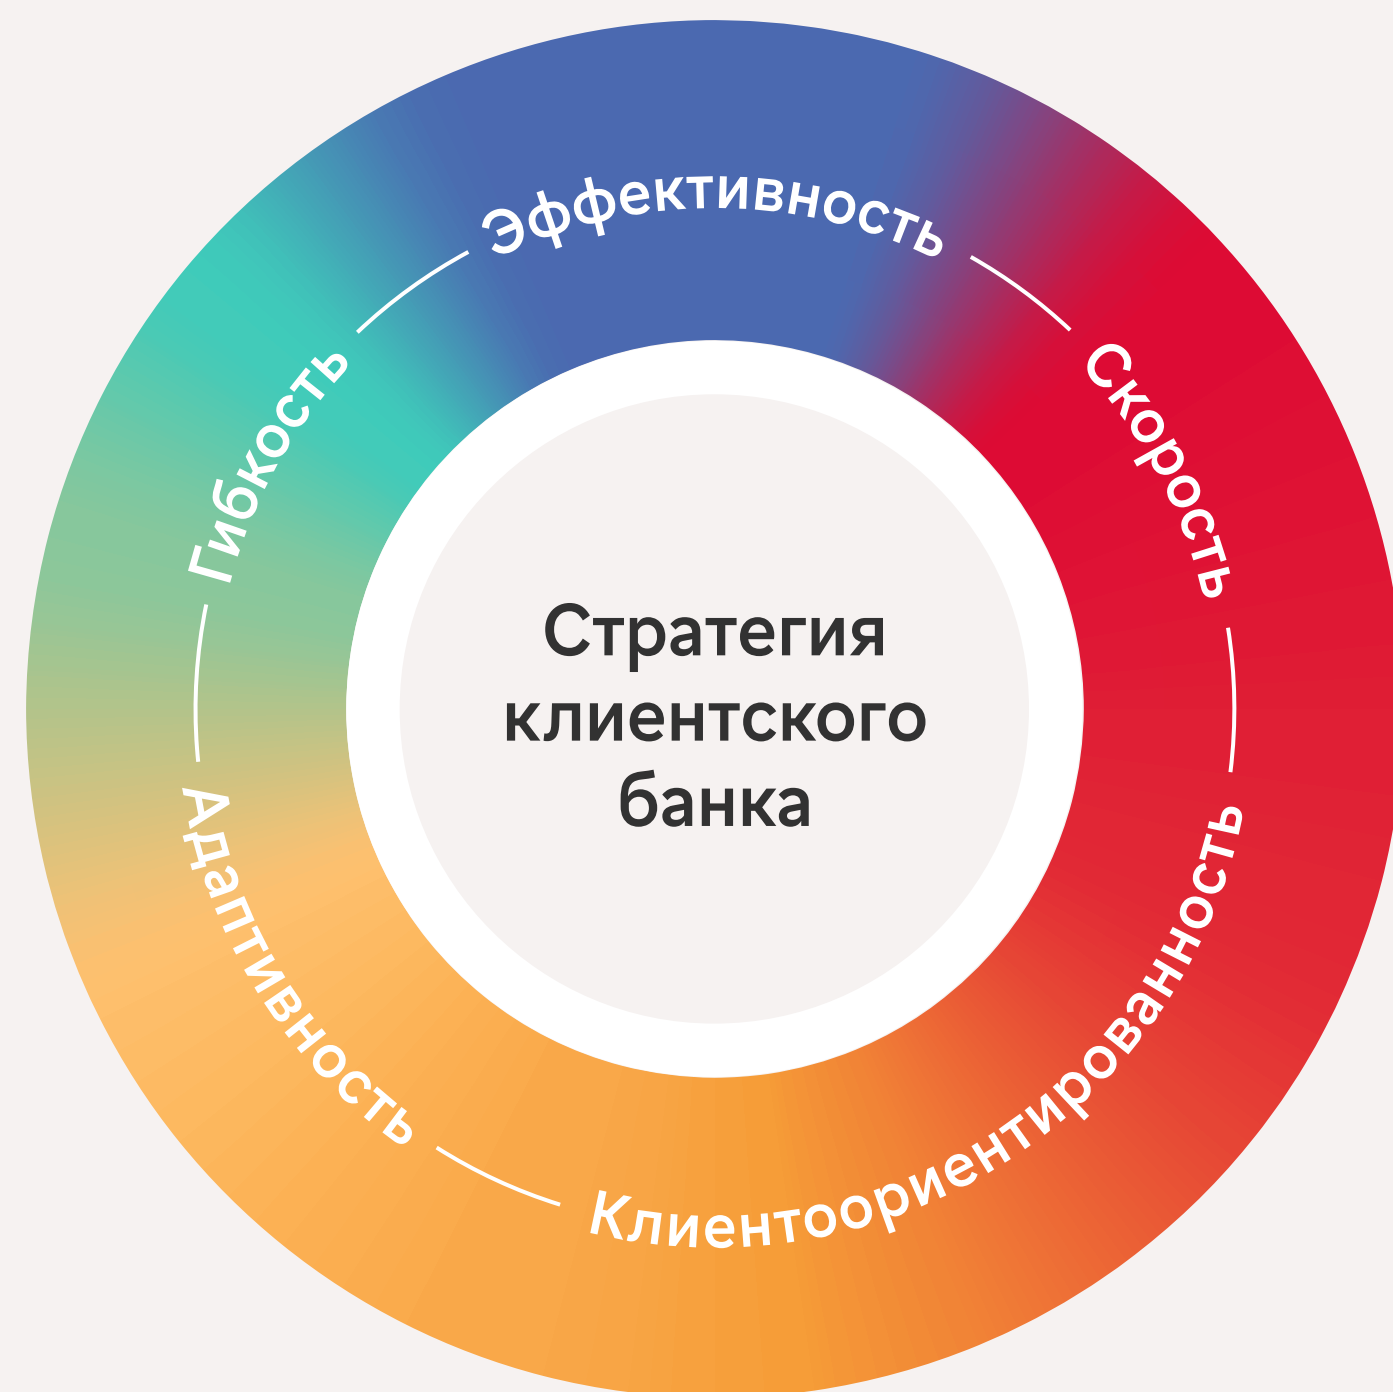 Эффективность
Скорость
Клиентоориентированность
Адаптивность
Гибкость
Стратегия
клиентского
банка